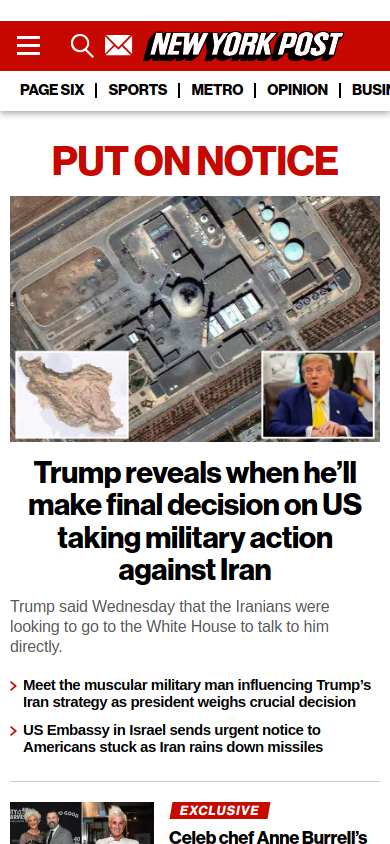 NEW YORK POST
PAGE SIX | SPORTS | METRO | OPINION | BUSIN
PUT ON NOTICE
Trump reveals when he’ll
make final decision on US
taking military action
against Iran
Trump said Wednesday that the Iranians were
looking to go to the White House to talk to him
directly.
Meet the muscular military man influencing Trump’s
Iran strategy as president weighs crucial decision
US Embassy in Israel sends urgent notice to
Americans stuck as Iran rains down missiles
EXCLUSIVE
Celeb chef Anne Burrell’s